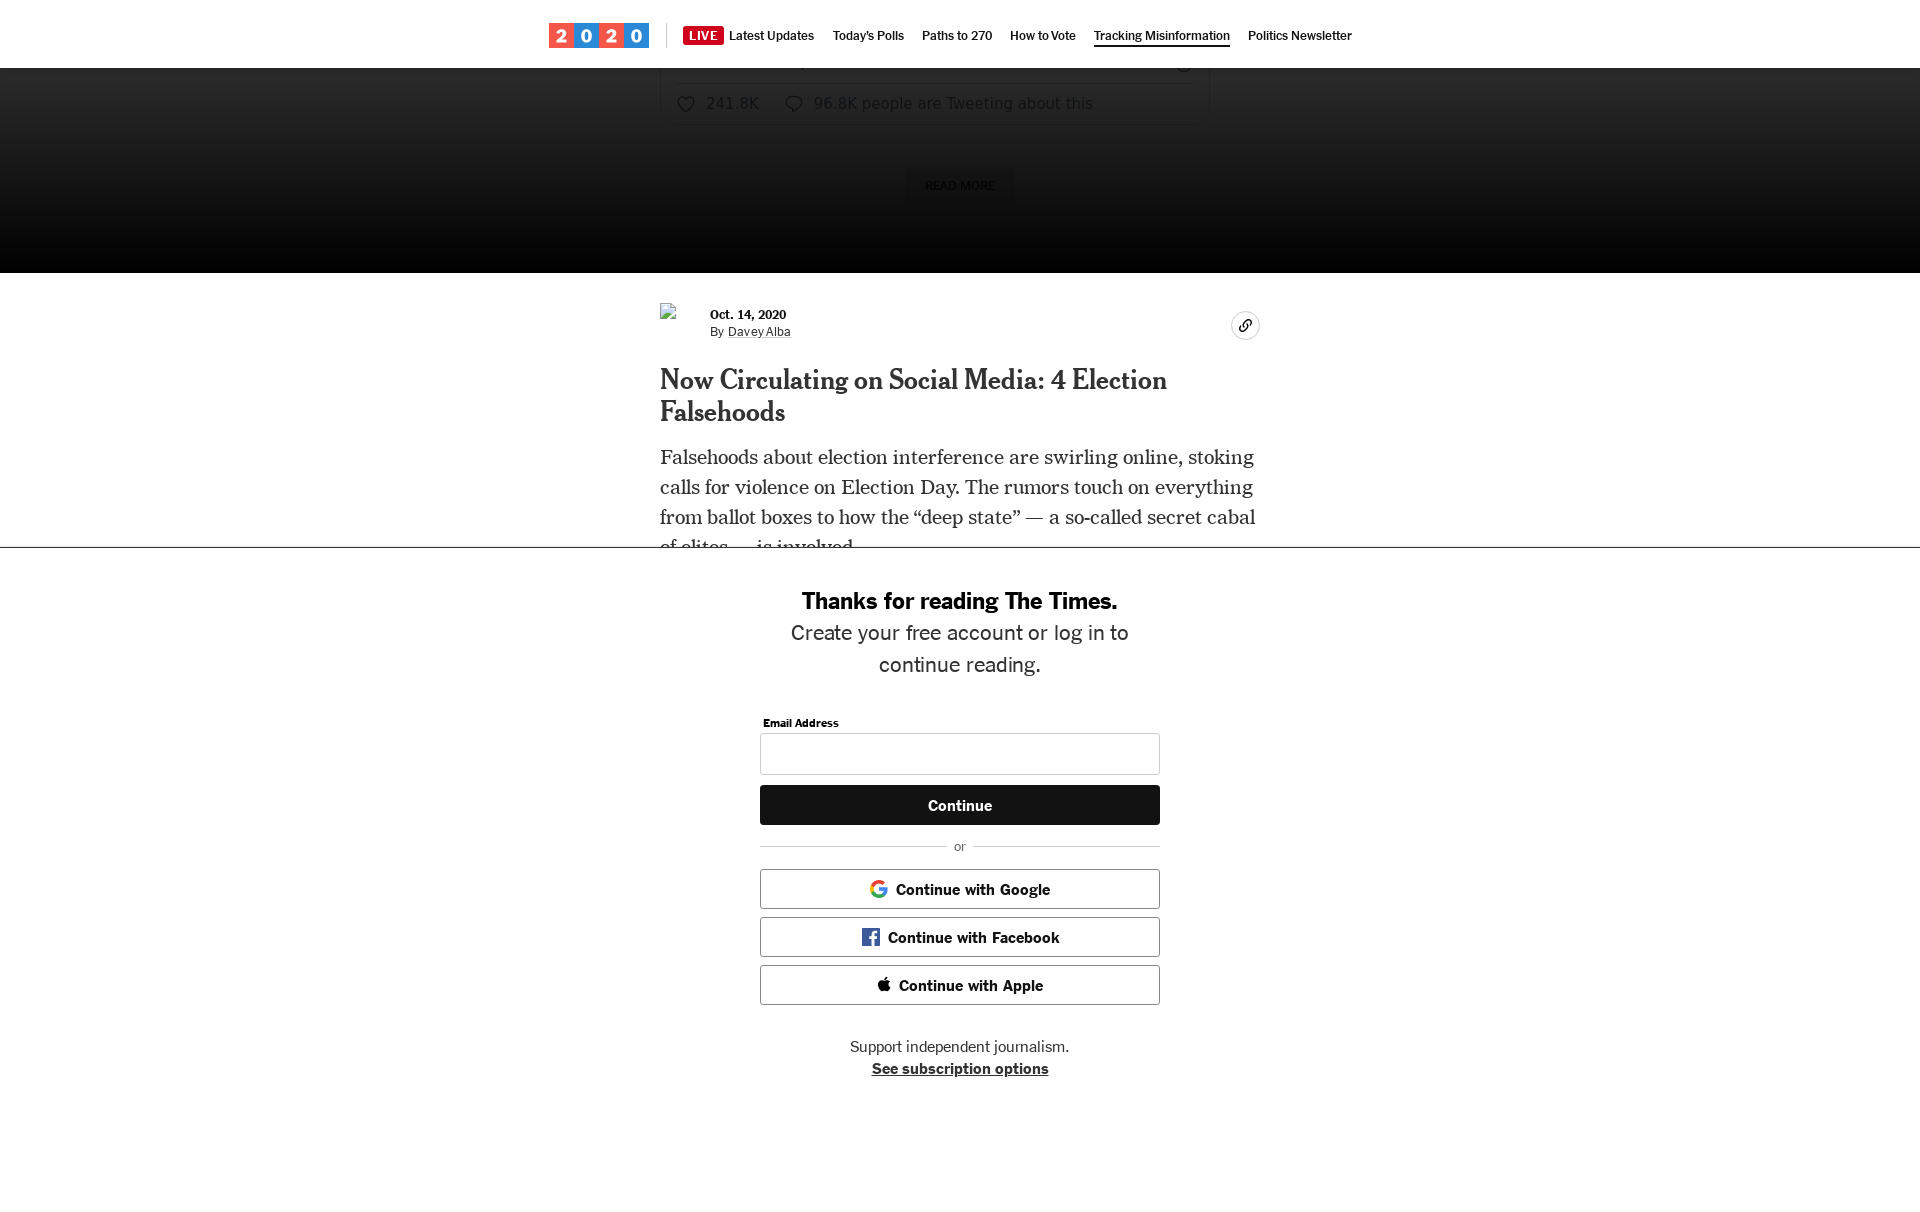 2020
LIVE Latest Updates Today's Polls Paths to 270 How to Vote Tracking Misinformation Politics Newsletter
241.8K 96.8K people are Tweeting about this
READ MORE
Oct. 14, 2020
By Davey Alba
Now Circulating on Social Media: 4 Election
Falsehoods
Falsehoods about election interference are swirling online, stoking
calls for violence on Election Day. The rumors touch on everything
from ballot boxes to how the “deep state” — a so-called secret cabal
of elites — is involved.
Thanks for reading The Times.
Create your free account or log in to
continue reading.
Email Address
Continue
or
Continue with Google
Continue with Facebook
Continue with Apple
Support independent journalism.
See subscription options